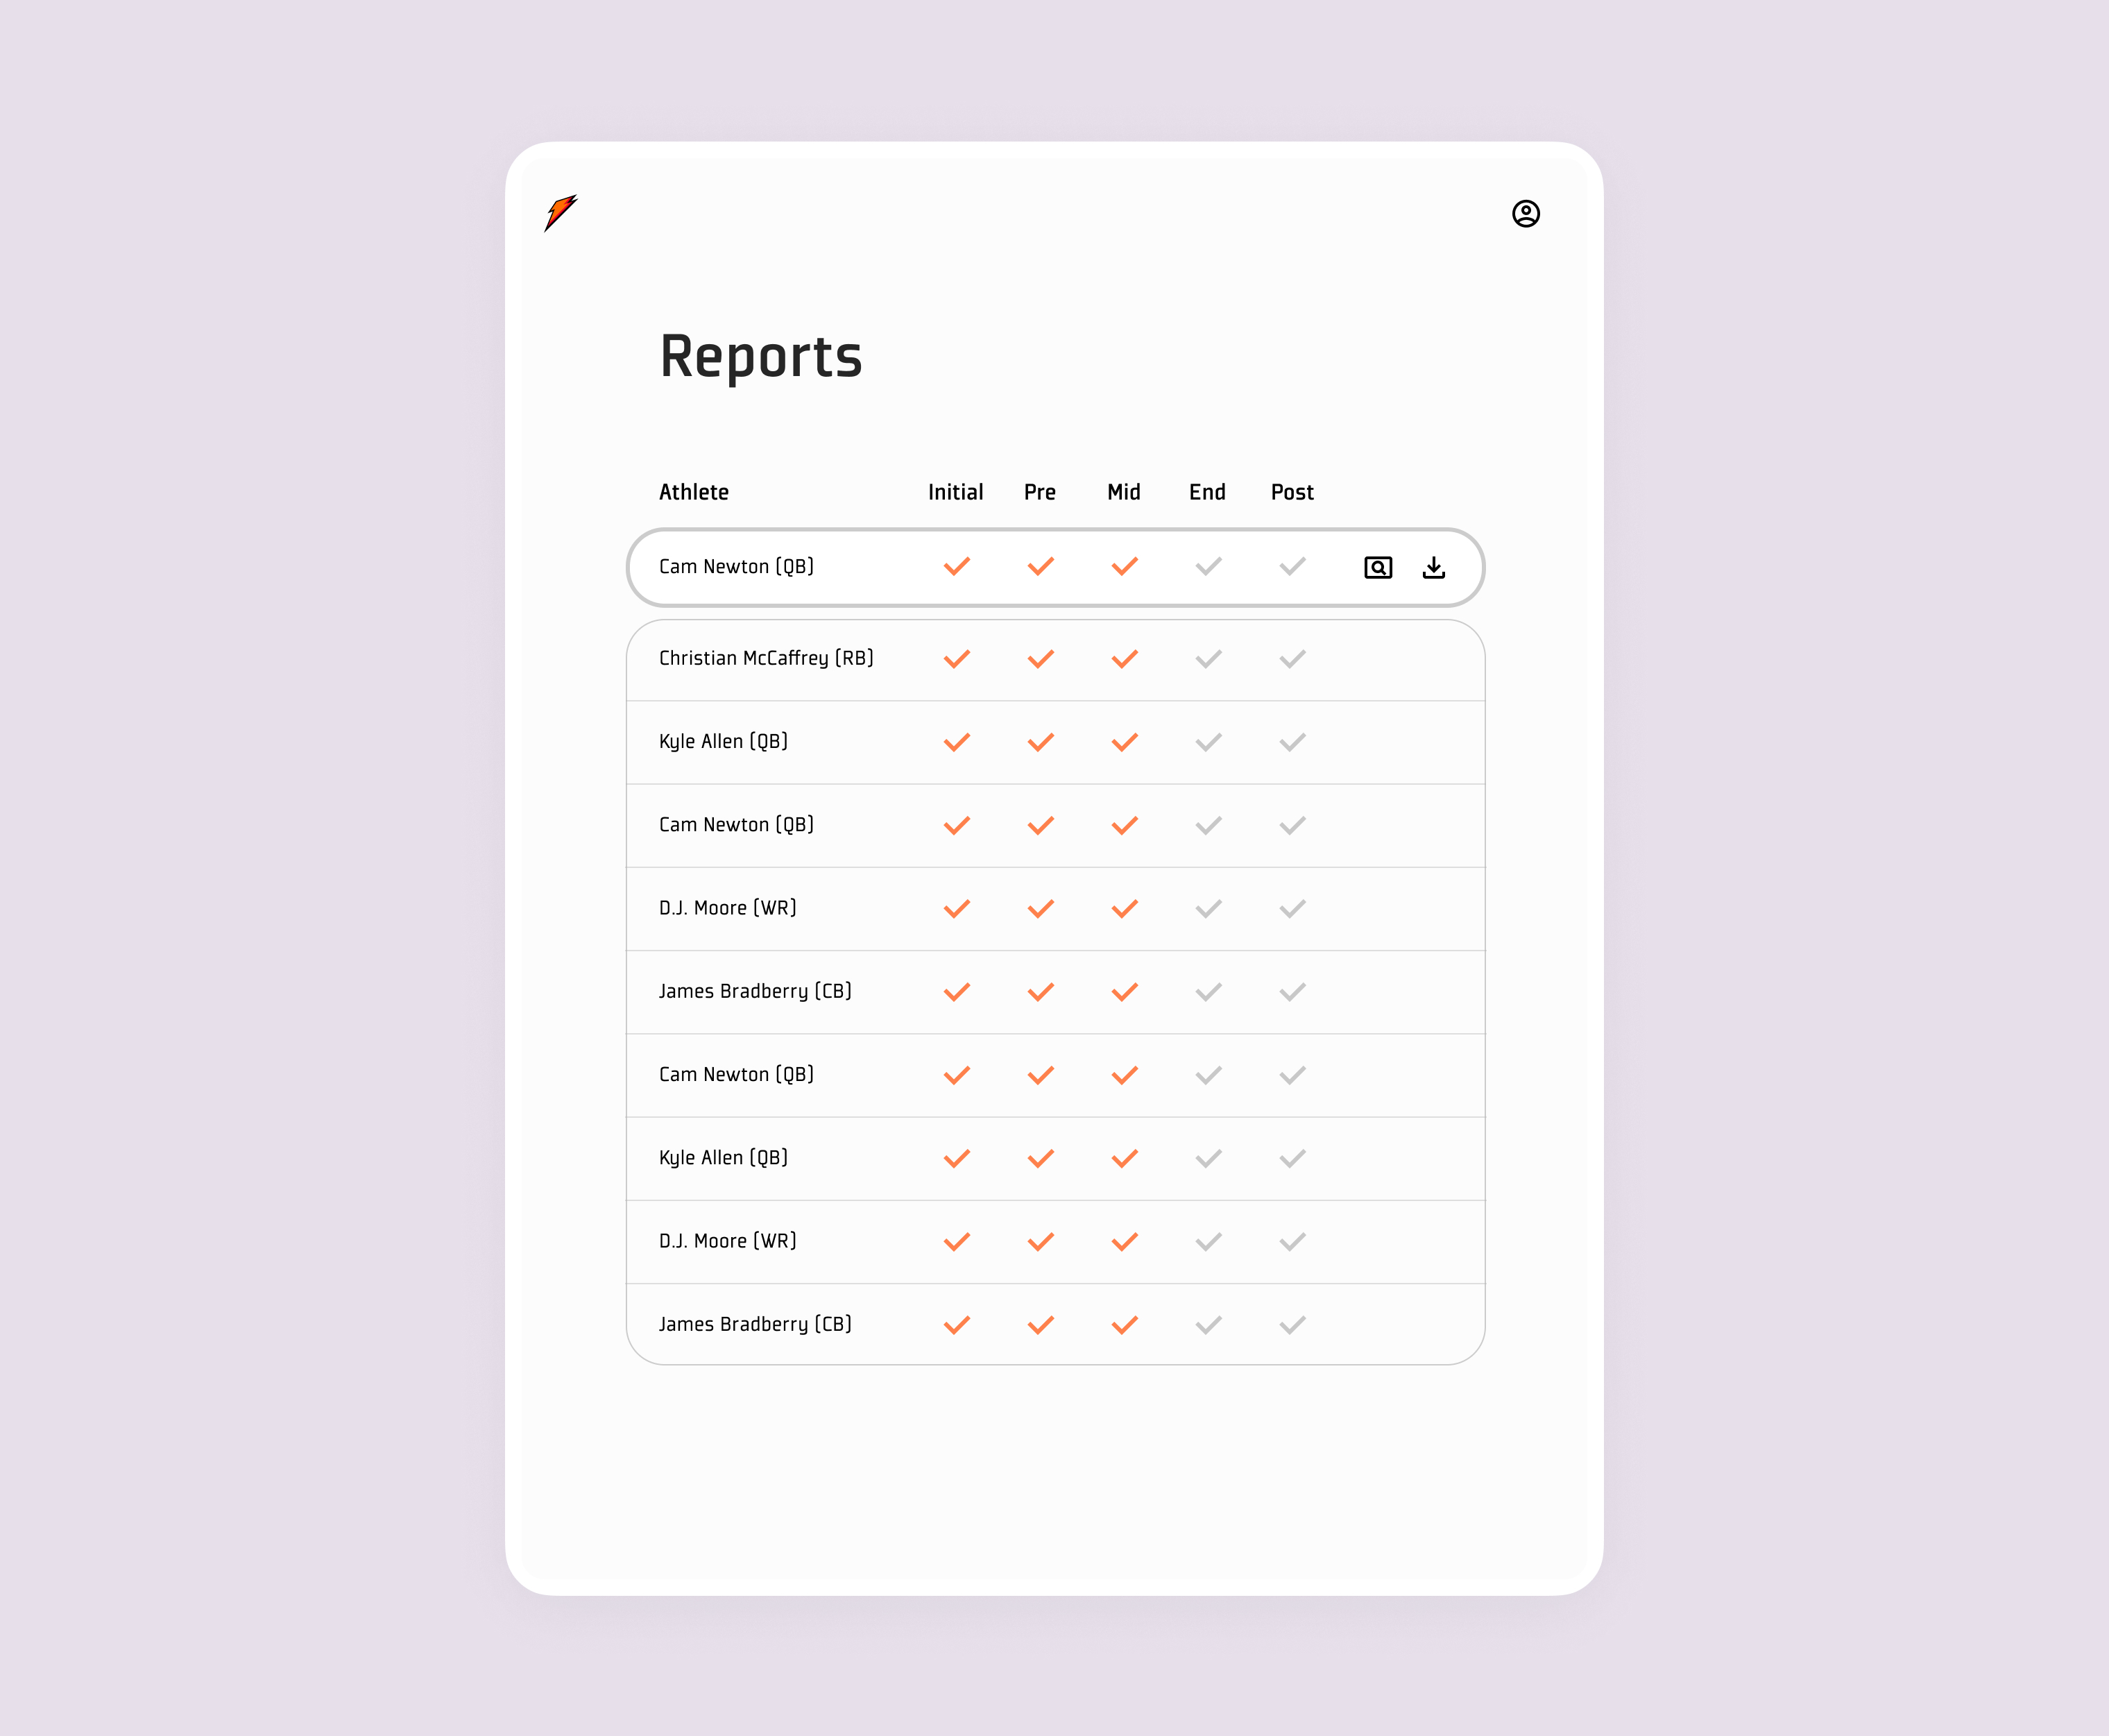 Reports
Athlete Initial Pre Mid End Post
Cam Newton (QB)
Christian McCaffrey (RB)
Kyle Allen (QB)
Cam Newton (QB)
D.J. Moore (WR)
James Bradberry (CB)
Cam Newton (QB)
Kyle Allen (QB)
D.J. Moore (WR)
James Bradberry (CB)